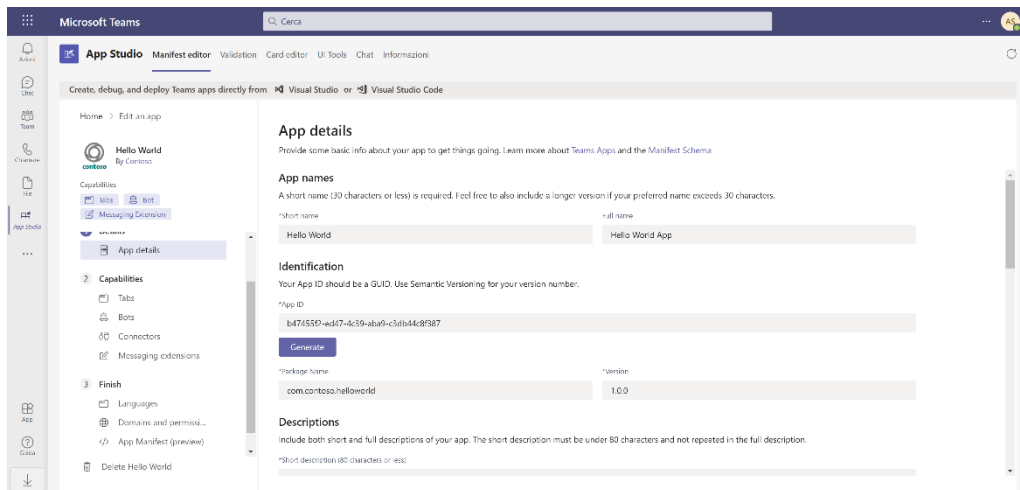 Microsoft Teams
Cerca
AS
App Studio Manifest editor Validation Card editor UI Tools Chat Informazioni
Create, debug, and deploy Teams apps directly from Visual Studio or Visual Studio Code
Chat
Team
File
App Studio
App
Guida
Home > Edit an app
Hello World
By Contoso
contoso
Capabilities
Tabs Bot
Messaging Extension
Details
App details
2 Capabilities
Tabs
Bots
Connectors
Messaging extensions
3 Finish
Languages
Domains and permissi...
</> App Manifest (preview)
Delete Hello World
App details
Provide some basic info about your app to get things going. Learn more about Teams Apps and the Manifest Schema
App names
A short name (30 characters or less) is required. Feel free to also include a longer version if your preferred name exceeds 30 characters.
*Short name Full name
Hello World Hello World App
Identification
Your App ID should be a GUID. Use Semantic Versioning for your version number.
*App ID
b47455f2-ed47-4c39-aba9-c3db44c8f387
Generate
*Package Name *Version
com.contoso.helloworld 1.0.0
Descriptions
Include both short and full descriptions of your app. The short description must be under 80 characters and not repeated in the full description.
*Short description (80 characters or less)